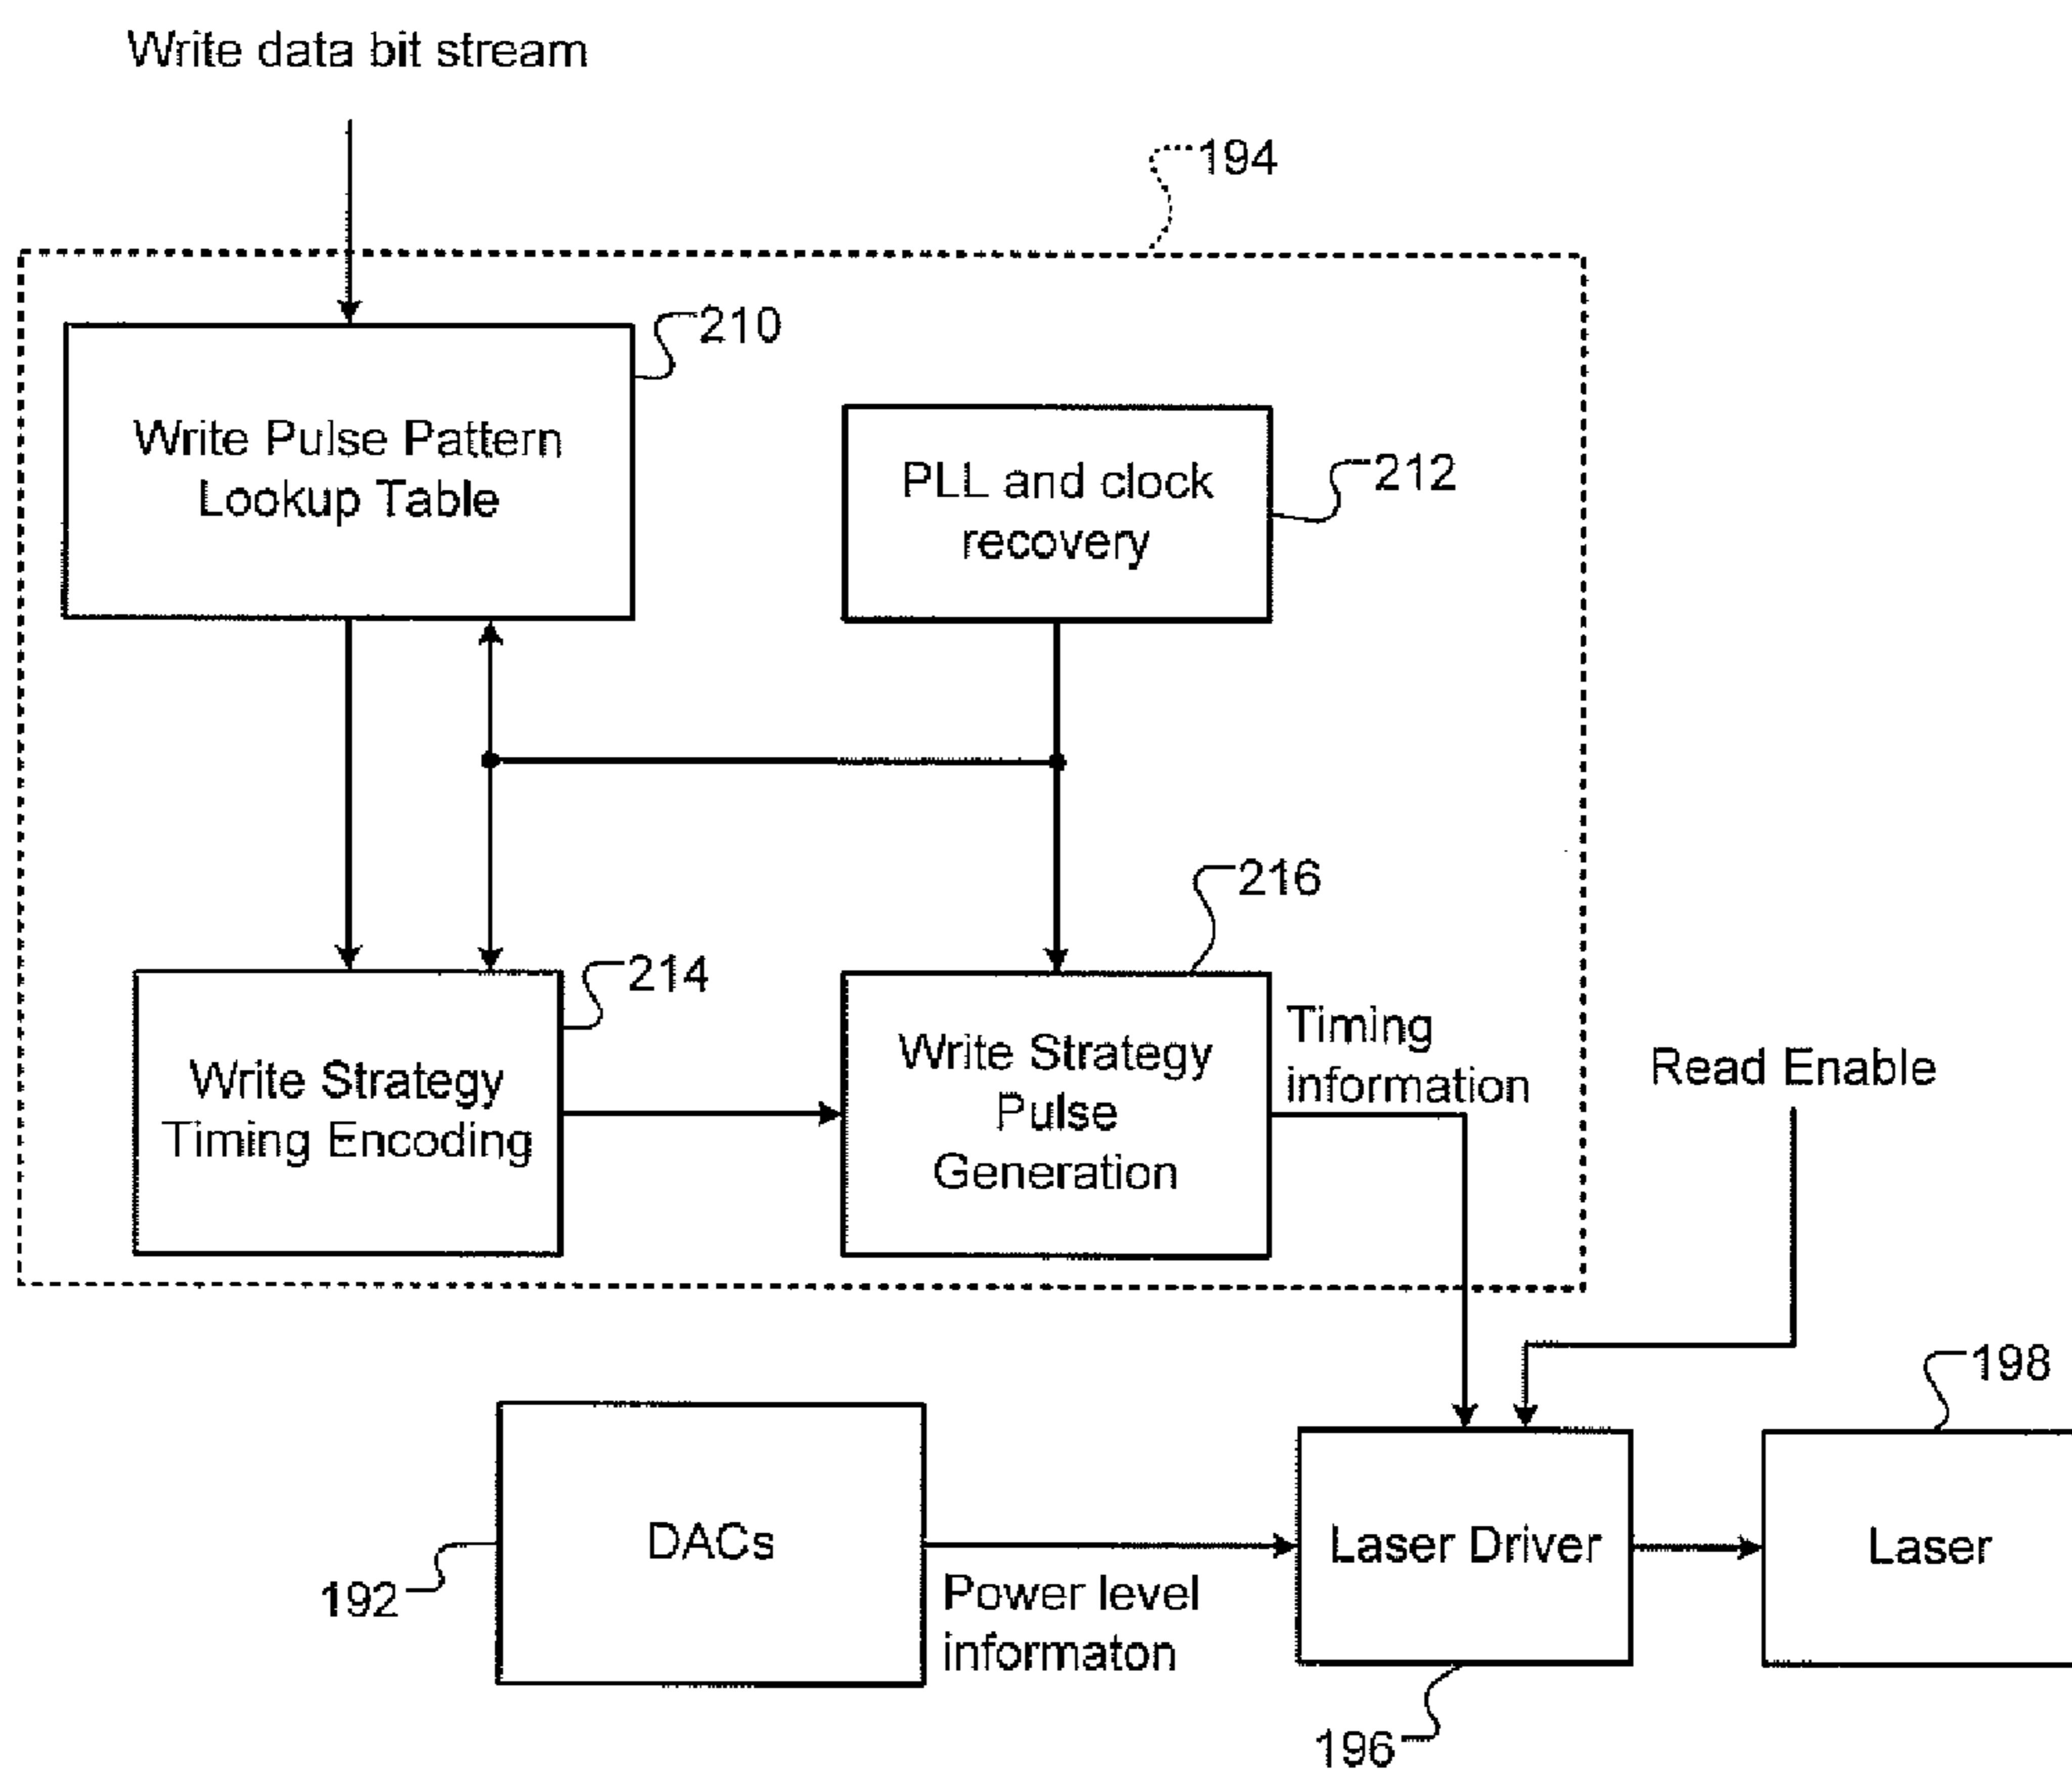 Write data bit stream
194
210
Write Pulse Pattern
Lookup Table
212
PLL and clock
recovery
216
214
Write Strategy
Timing Encoding
Write Strategy
Pulse
Generation
Timing
information
Read Enable
198
DACs
192
Power level
informaton
Laser Driver
Laser
196